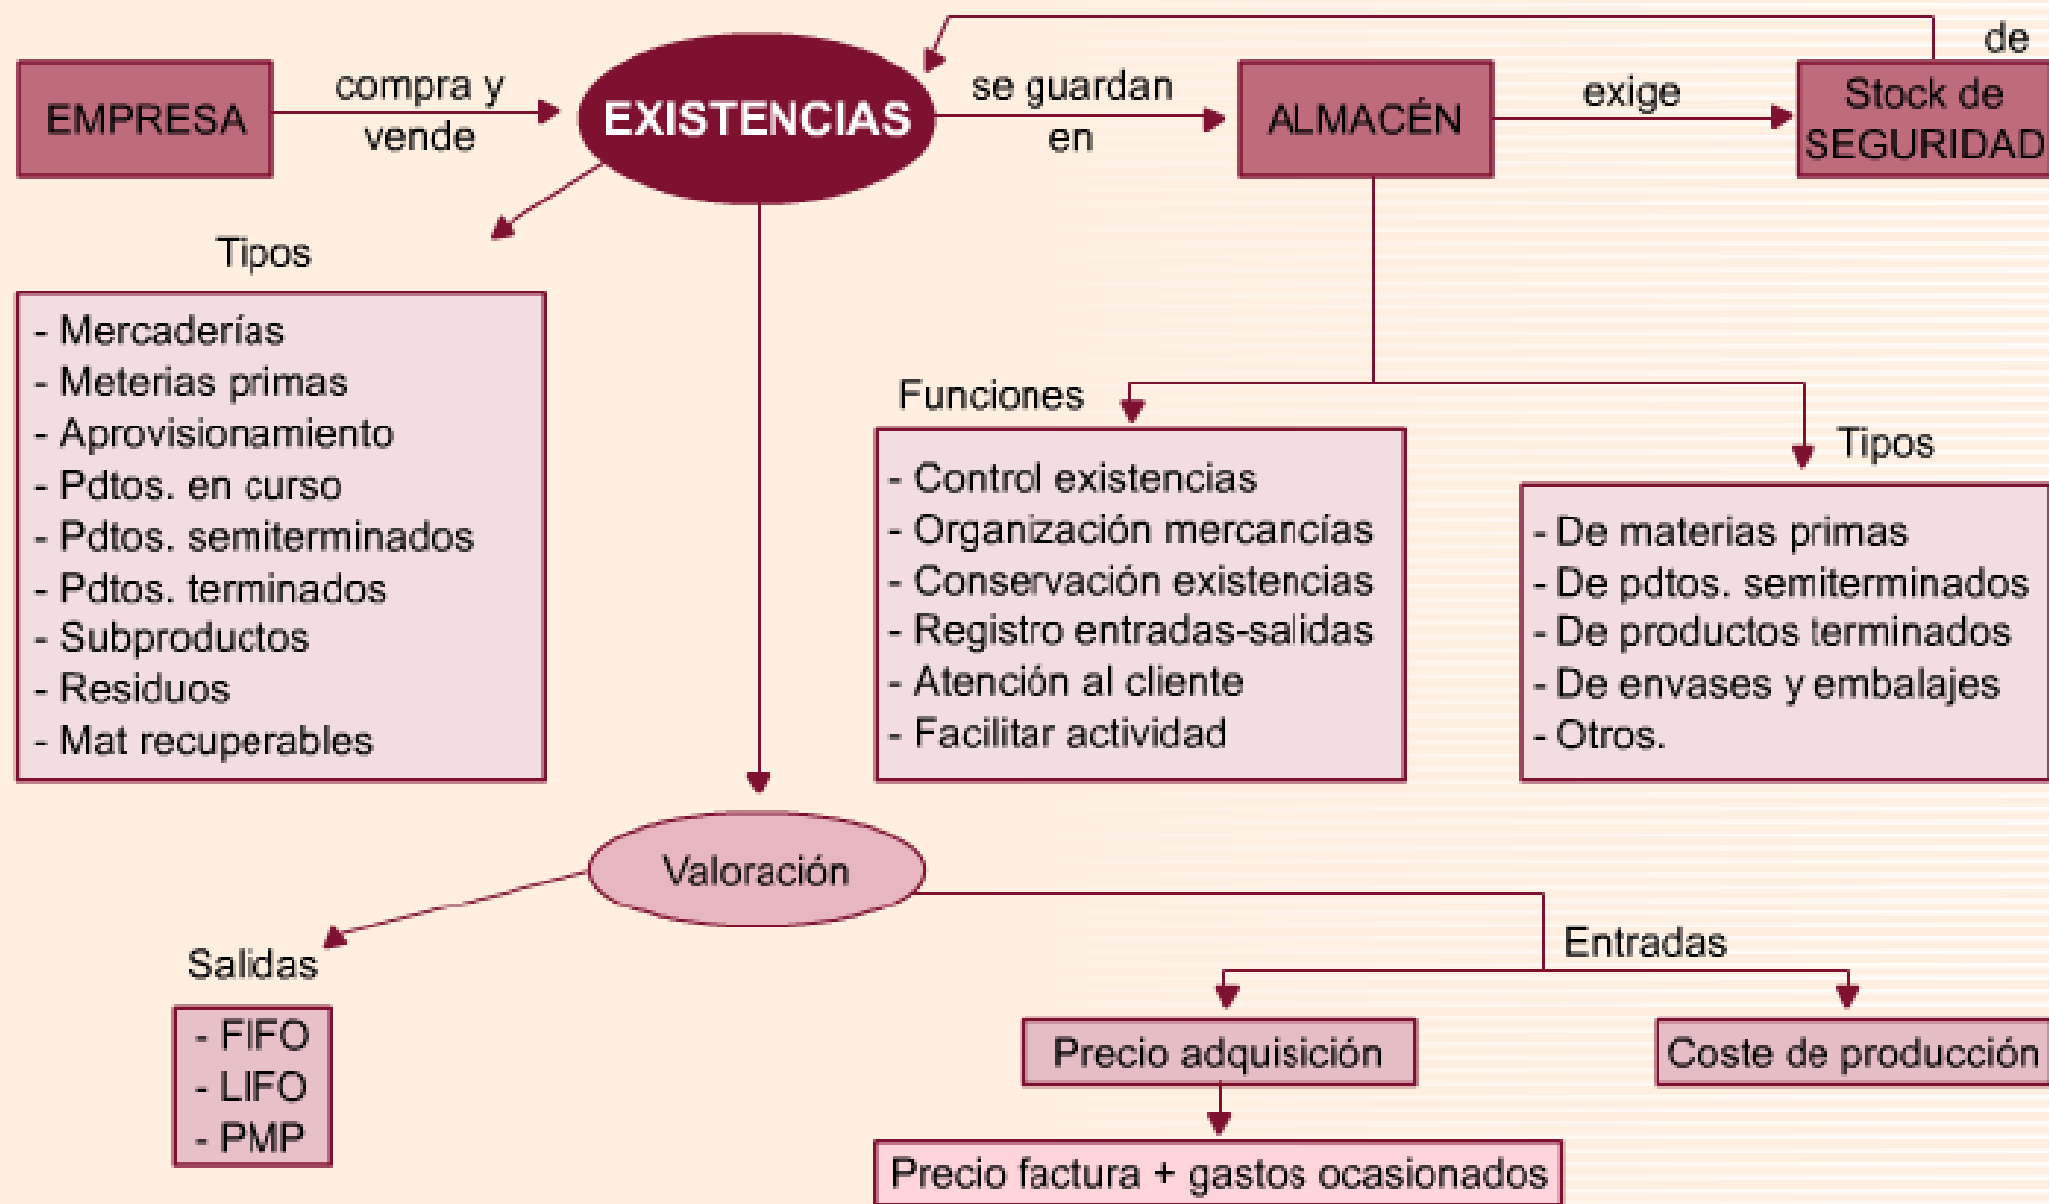 de
EMPRESA
compra y
vende
EXISTENCIAS
se guardan
en
ALMACÉN
exige
Stock de
SEGURIDAD
Tipos
- Mercaderías
- Meterias primas
- Aprovisionamiento
- Pdtos. en curso
- Pdtos. semiterminados
- Pdtos. terminados
- Subproductos
- Residuos
- Mat recuperables
Funciones
- Control existencias
- Organización mercancías
- Conservación existencias
- Registro entradas-salidas
- Atención al cliente
- Facilitar actividad
Tipos
- De materias primas
- De pdtos. semiterminados
- De productos terminados
- De envases y embalajes
- Otros.
Valoración
Salidas
- FIFO
- LIFO
- PMP
Entradas
Precio adquisición
Coste de producción
Precio factura + gastos ocasionados